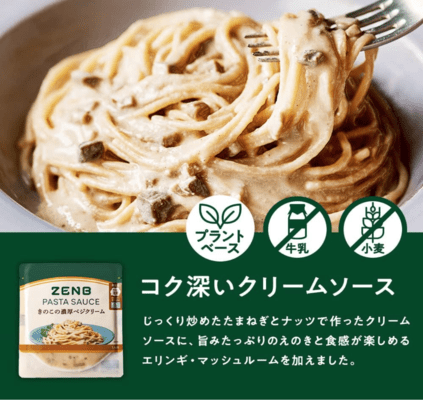 プラント
ベース
牛乳
小麦
ZENB
PASTA SAUCE
きのこの濃厚ベジクリーム
コク深いクリームソース
じっくり炒めたたまねぎとナッツで作ったクリーム
ソースに、旨みたっぷりのえのきと食感が楽しめる
エリンギ・マッシュルームを加えました。